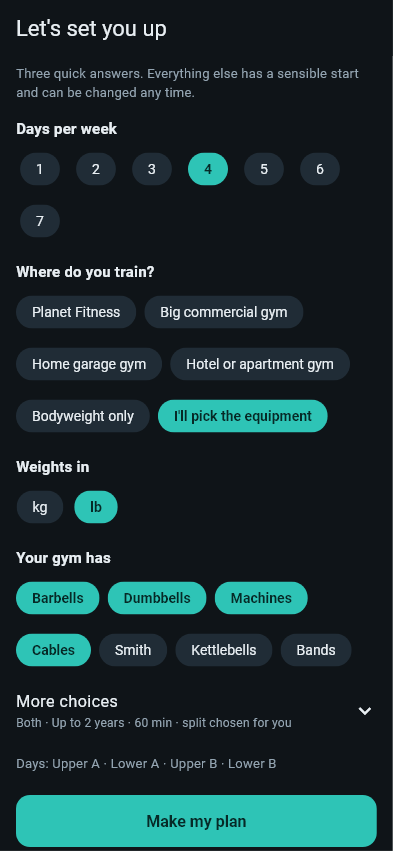 Let's set you up
Three quick answers. Everything else has a sensible start
and can be changed any time.
Days per week
1 2 3 4 5 6
7
Where do you train?
Planet Fitness Big commercial gym
Home garage gym Hotel or apartment gym
Bodyweight only I'll pick the equipment
Weights in
kg lb
Your gym has
Barbells Dumbbells Machines
Cables Smith Kettlebells Bands
More choices
Both · Up to 2 years · 60 min · split chosen for you
Days: Upper A · Lower A · Upper B · Lower B
Make my plan